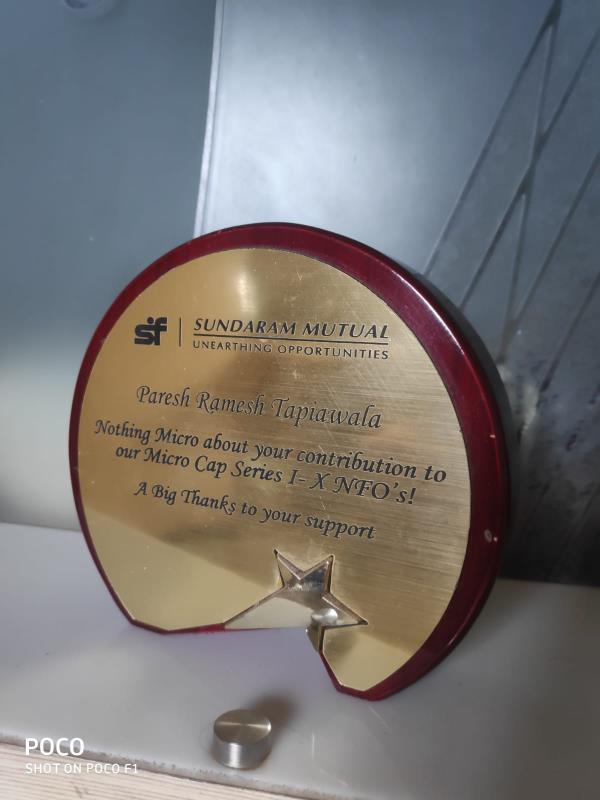 sf
SUNDARAM MUTUAL
UNEARTHING OPPORTUNITIES
Paresh Ramesh Tapiawala
Nothing Micro about your contribution to
our Micro Cap Series I- X NFO's!
A Big Thanks to your support
POCO
SHOT ON POCO F1